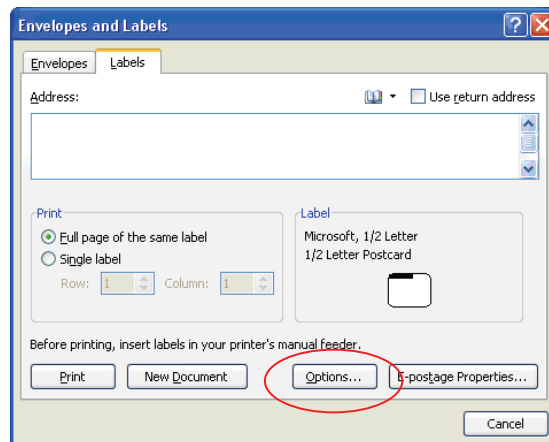 Envelopes and Labels
Envelopes Labels
Address: Use return address
Print
Full page of the same label
Single label
Row: 1 Column: 1
Label
Microsoft, 1/2 Letter
1/2 Letter Postcard
Before printing, insert labels in your printer's manual feeder.
Print New Document Options... E-postage Properties...
Cancel